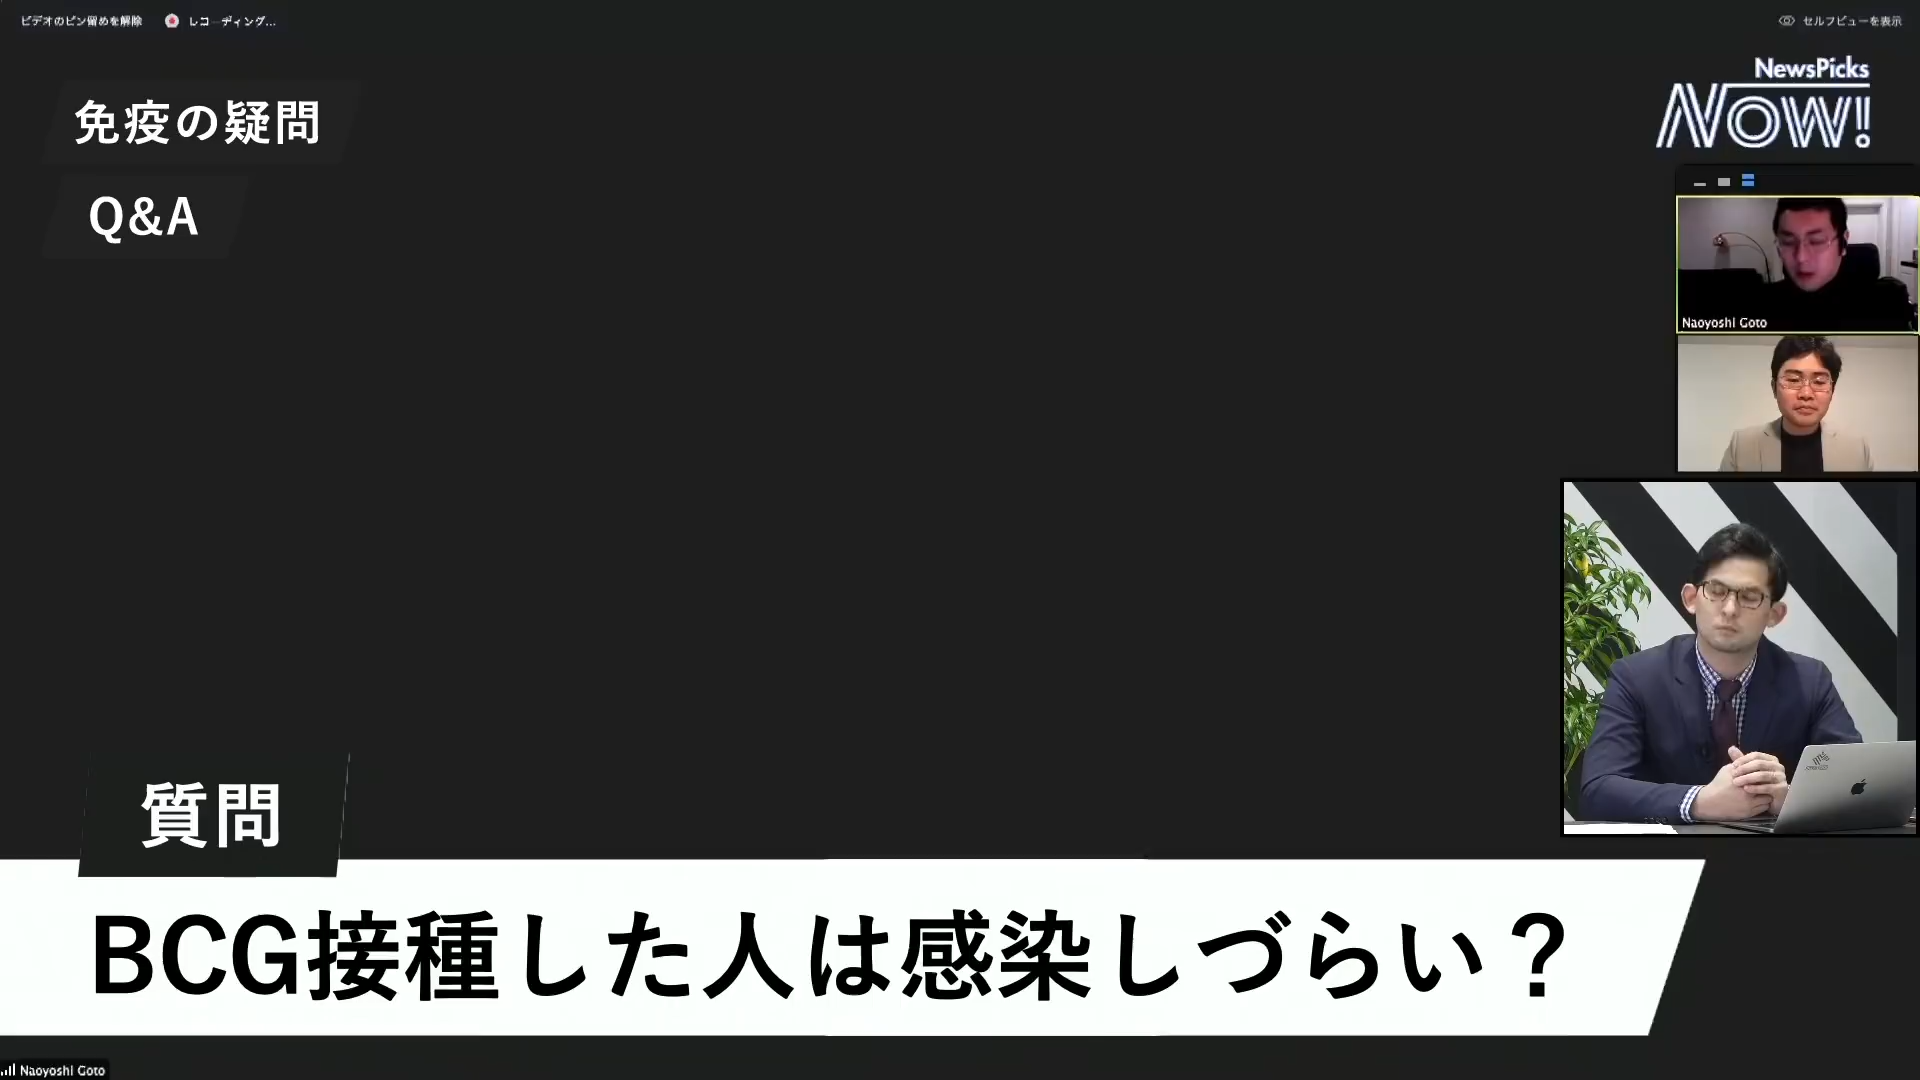 ビデオのピン留めを解除
レコーディング...
セルフビューを表示
NewsPicks
NOW!
免疫の疑問
Q&A
Naoyoshi Goto
質問
BCG接種した人は感染しづらい？
Naoyoshi Goto